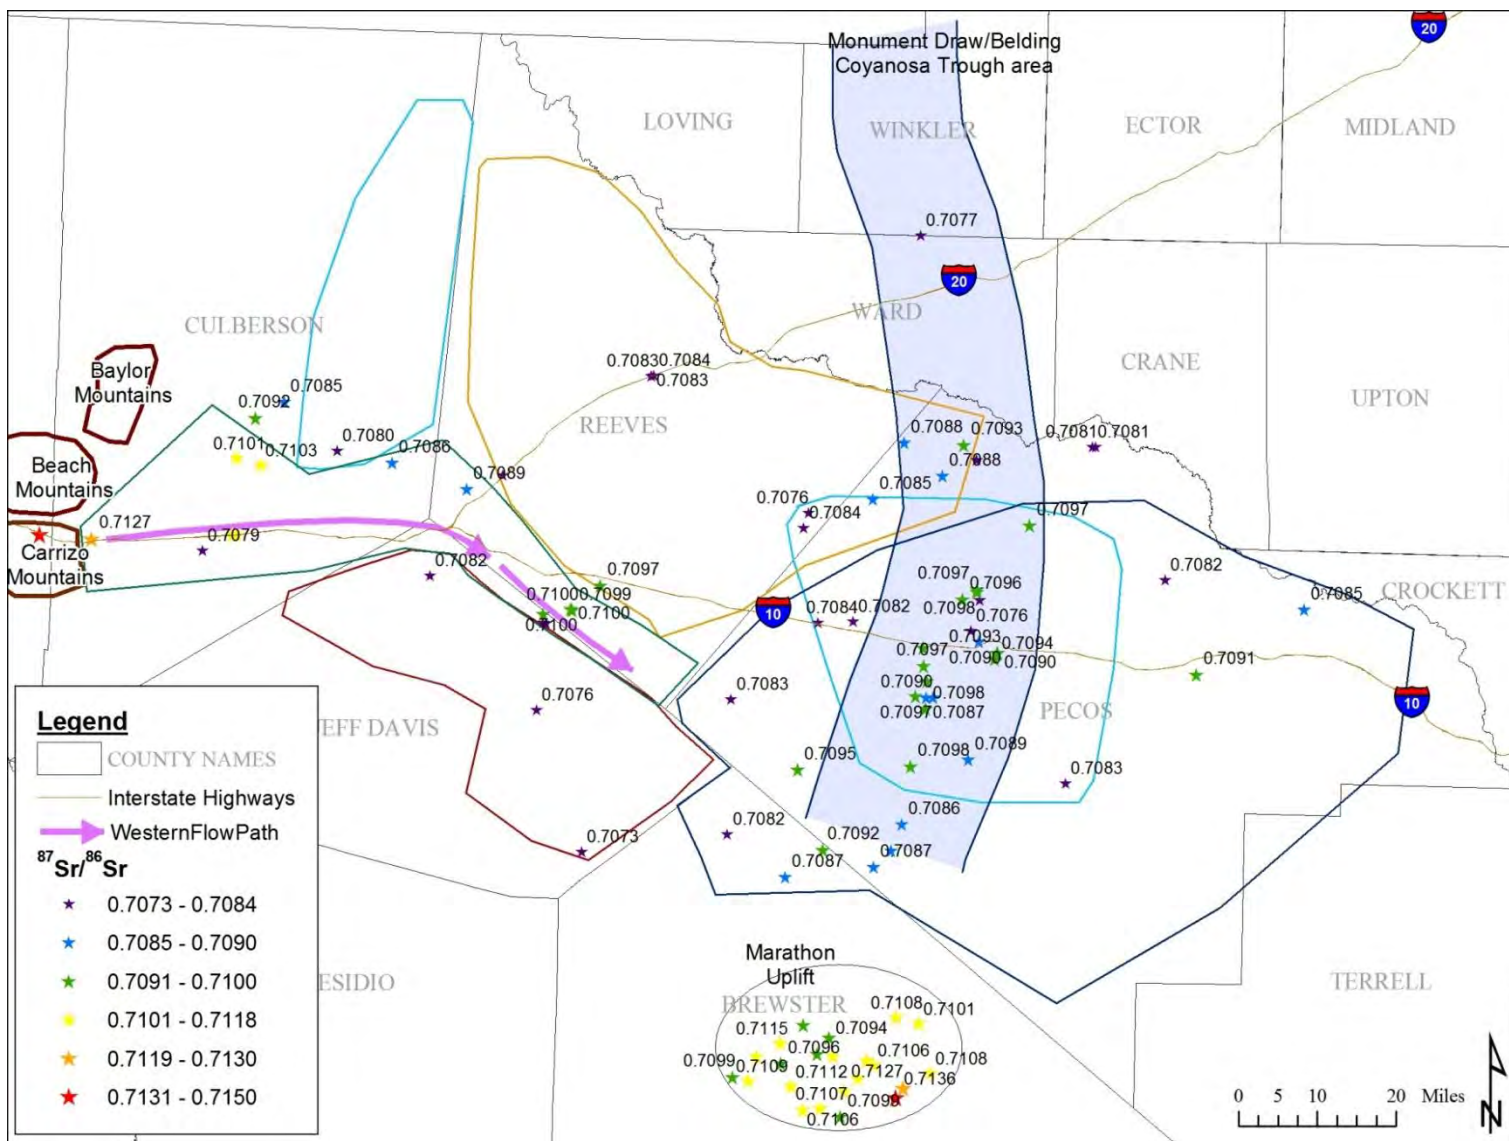 Monument Draw/Belding
Coyanosa Trough area
20
LOVING
WINKLER
ECTOR
MIDLAND
0.7077
20
CULBERSON
WARD
CRANE
UPTON
Baylor
Mountains
0.7083
0.7084
0.7083
REEVES
0.7085
0.7092
0.7101
0.7103
0.7080
0.7086
0.7089
0.7088
0.7093
0.7081
0.7081
Beach
Mountains
0.7088
0.7085
0.7076
0.7084
0.7097
0.7127
0.7079
Carrizo
Mountains
0.7082
0.7097
0.7100
0.7099
0.7100
0.7100
10
0.7084
0.7082
0.7097
0.7096
0.7098
0.7076
0.7093
0.7094
0.7090
0.7090
0.7097
0.7082
0.7085
CROCKETT
0.7091
10
0.7076
0.7083
0.7098
0.7097
0.7087
PECOS
JEFF DAVIS
0.7095
0.7098
0.7089
0.7083
0.7073
0.7082
0.7086
0.7092
0.7087
0.7087
Legend
COUNTY NAMES
Interstate Highways
WesternFlowPath
87Sr/86Sr
0.7073 - 0.7084
0.7085 - 0.7090
0.7091 - 0.7100
0.7101 - 0.7118
0.7119 - 0.7130
0.7131 - 0.7150
ESIDIO
Marathon
Uplift
BREWSTER
TERRELL
0.7108
0.7101
0.7115
0.7094
0.7096
0.7099
0.7109
0.7106
0.7108
0.7112
0.7127
0.7136
0.7107
0.7106
0 5 10 20 Miles
N